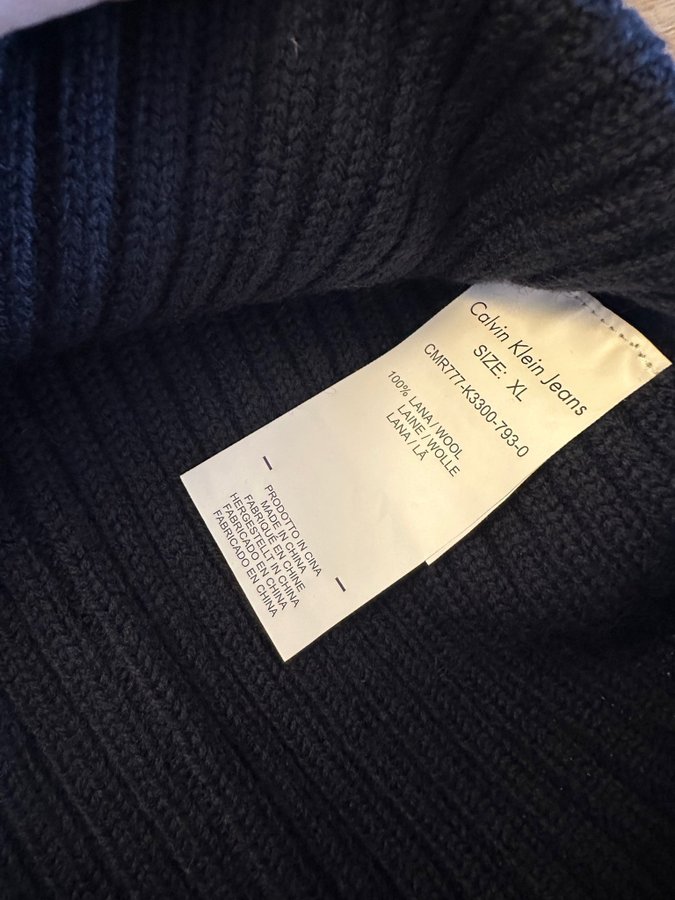 Calvin Klein Jeans
SIZE: XL
CMR777-K3300-793-0
100% LANA / WOOL
LAINE / WOLLE
LANA / LÃ
PRODOTTO IN CINA
MADE IN CHINA
FABRIQUÉ EN CHINE
HERGESTELLT IN CHINA
FABRICADO EN CHINA
FABRICADO EN CHINA